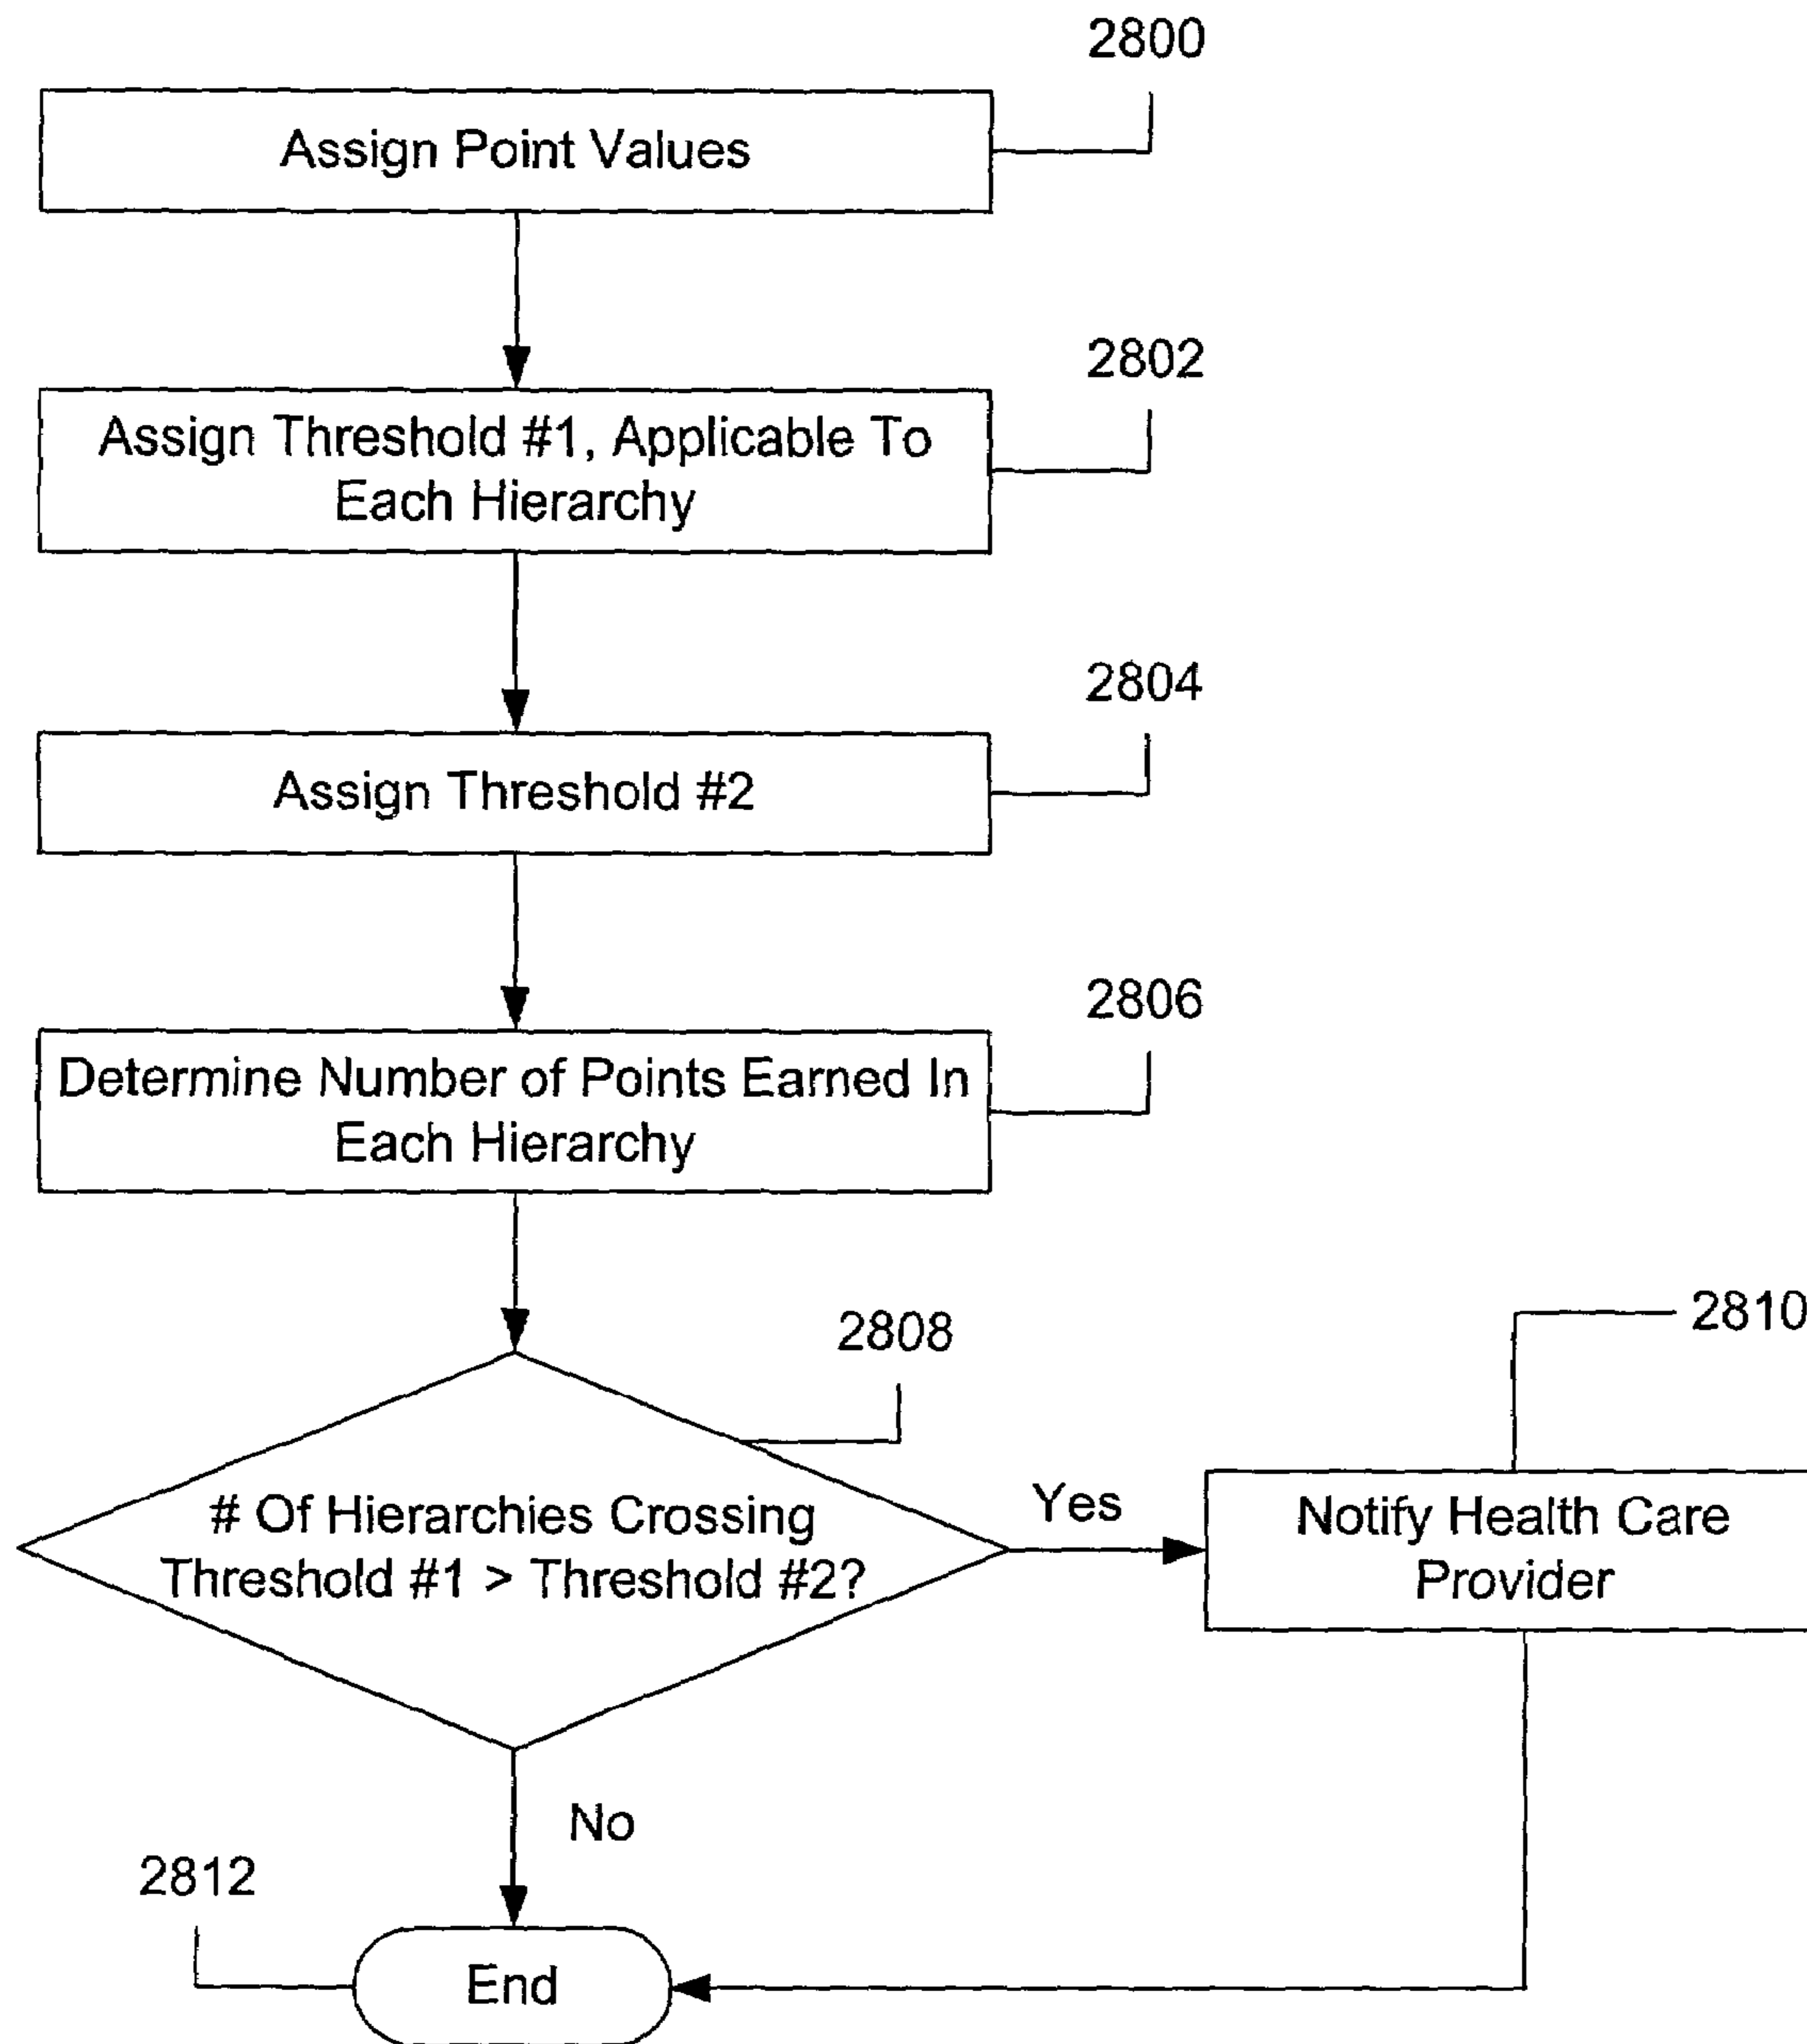 2800
Assign Point Values
2802
Assign Threshold #1, Applicable To
Each Hierarchy
2804
Assign Threshold #2
2806
Determine Number of Points Earned In
Each Hierarchy
2808
2810
# Of Hierarchies Crossing
Threshold #1 > Threshold #2?
Yes
Notify Health Care
Provider
No
2812
End